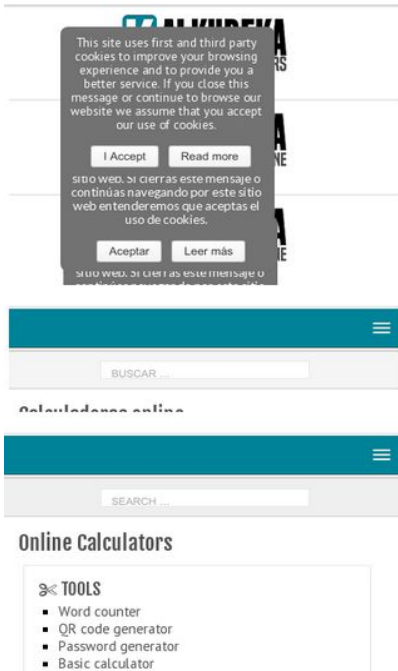 This site uses first and third party
cookies to improve your browsing
experience and to provide you a
better service. If you close this
message or continue to browse our
website we assume that you accept
our use of cookies.
I Accept Read more
sitio web. Si cierras este mensaje o
continúas navegando por este sitio
web entenderemos que aceptas el
uso de cookies.
Aceptar Leer más
sitio web. Si cierras este mensaje o
BUSCAR ...
SEARCH ...
Online Calculators
TOOLS
Word counter
QR code generator
Password generator
Basic calculator